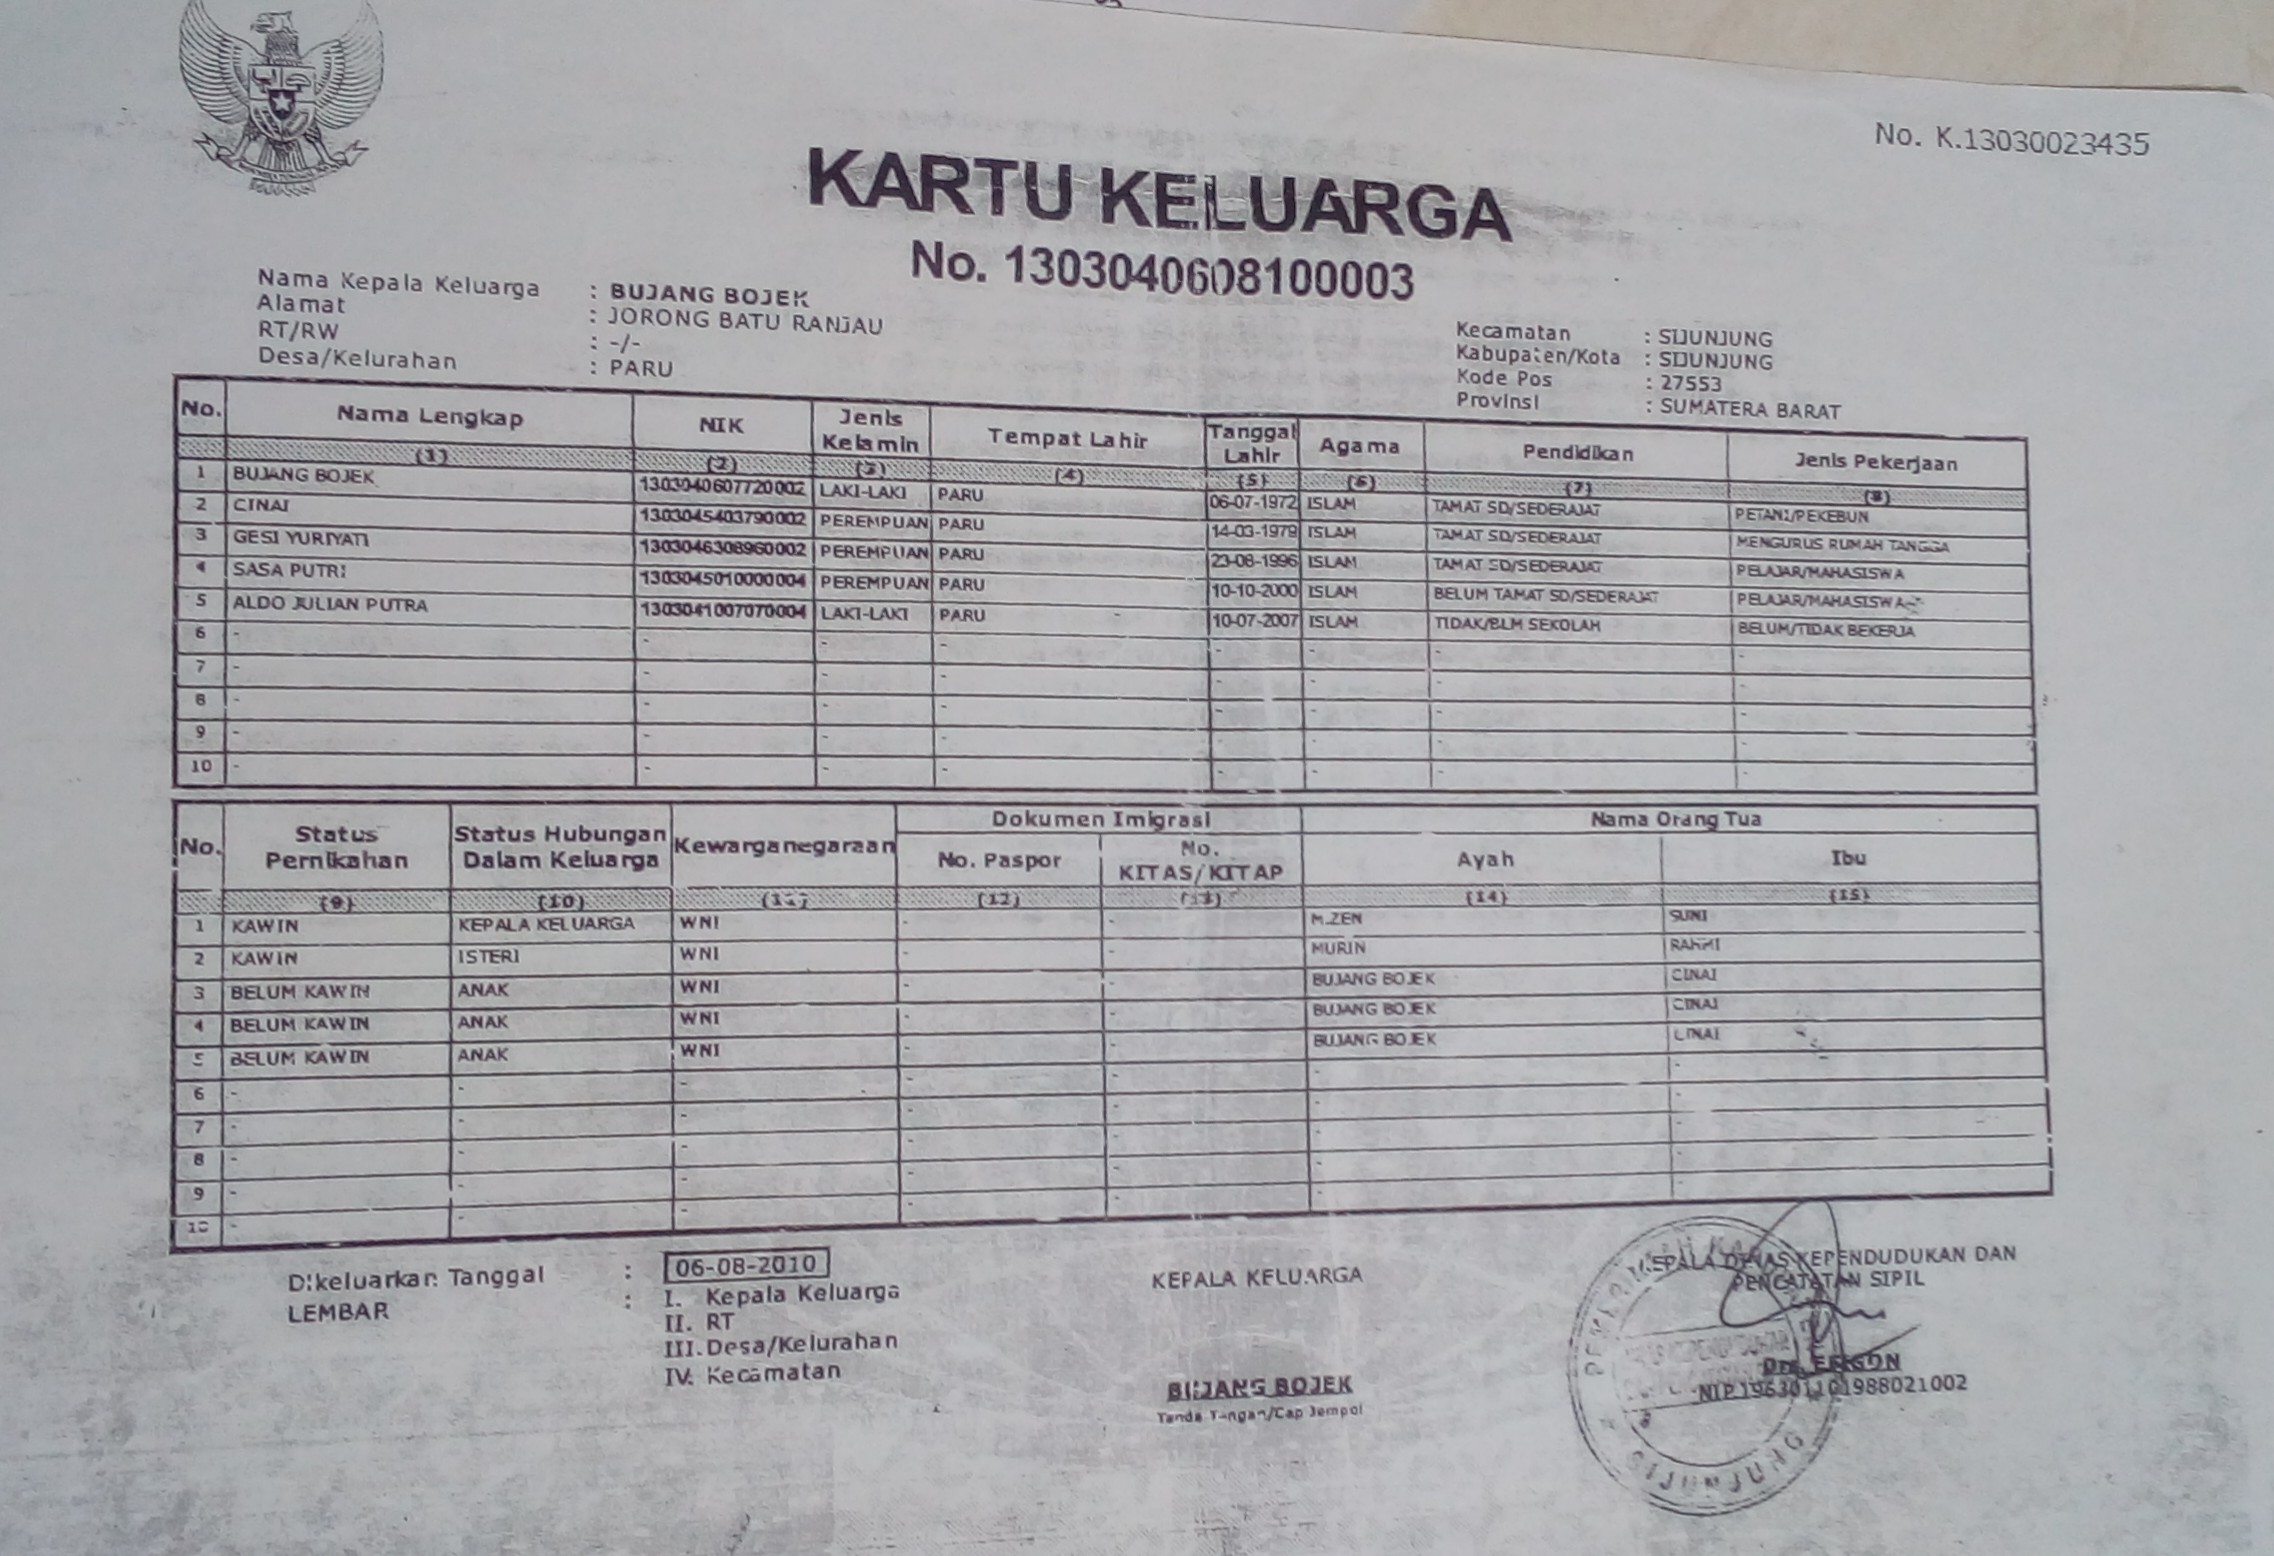 No. K.13030023435
KARTU KELUARGA
No. 1303040608100003
Nama Kepala Keluarga : BUJANG BOJEK
Alamat : JORONG BATU RANJAU
RT/RW : -/-
Desa/Kelurahan : PARU
Kecamatan : SIJUNJUNG
Kabupaten/Kota : SIJUNJUNG
Kode Pos : 27553
Provinsi : SUMATERA BARAT
No. Nama Lengkap NIK Jenis Kelamin Tempat Lahir Tanggal Lahir Agama Pendidikan Jenis Pekerjaan
(1) (2) (3) (4) (5) (6) (7) (8)
1 BUJANG BOJEK 1303040607720002 LAKI-LAKI PARU 06-07-1972 ISLAM TAMAT SD/SEDERAJAT PETANI/PEKEBUN
2 CINAI 1303045403790002 PEREMPUAN PARU 14-03-1979 ISLAM TAMAT SD/SEDERAJAT MENGURUS RUMAH TANGGA
3 GESI YURIYATI 1303046308960002 PEREMPUAN PARU 23-08-1996 ISLAM TAMAT SD/SEDERAJAT PELAJAR/MAHASISWA
4 SASA PUTRI 1303045010000004 PEREMPUAN PARU 10-10-2000 ISLAM BELUM TAMAT SD/SEDERAJAT PELAJAR/MAHASISWA
5 ALDO JULIAN PUTRA 1303041007070004 LAKI-LAKI PARU 10-07-2007 ISLAM TIDAK/BLM SEKOLAH BELUM/TIDAK BEKERJA
6 - - - - - - - -
7 - - - - - - - -
8 - - - - - - - -
9 - - - - - - - -
10 - - - - - - - -
No. Status Pernikahan Status Hubungan Dalam Keluarga Kewarganegaraan Dokumen Imigrasi Nama Orang Tua
No. Paspor No. KITAS/KITAP Ayah Ibu
(9) (10) (11) (12) (13) (14) (15)
1 KAWIN KEPALA KELUARGA WNI - - M.ZEN SUNI
2 KAWIN ISTERI WNI - - MURIN RAHMI
3 BELUM KAWIN ANAK WNI - - BUJANG BOJEK CINAI
4 BELUM KAWIN ANAK WNI - - BUJANG BOJEK CINAI
5 BELUM KAWIN ANAK WNI - - BUJANG BOJEK CINAI
6 - - - - - - -
7 - - - - - - -
8 - - - - - - -
9 - - - - - - -
10 - - - - - - -
Dikeluarkan Tanggal : 06-08-2010
LEMBAR : I. Kepala Keluarga
II. RT
III. Desa/Kelurahan
IV. Kecamatan
KEPALA KELUARGA
BUJANG BOJEK
Tanda Tangan/Cap Jempol
KEPALA DINAS KEPENDUDUKAN DAN
PENCATATAN SIPIL
Drs. EFIGON
NIP 196301101988021002
SIJUNJUNG